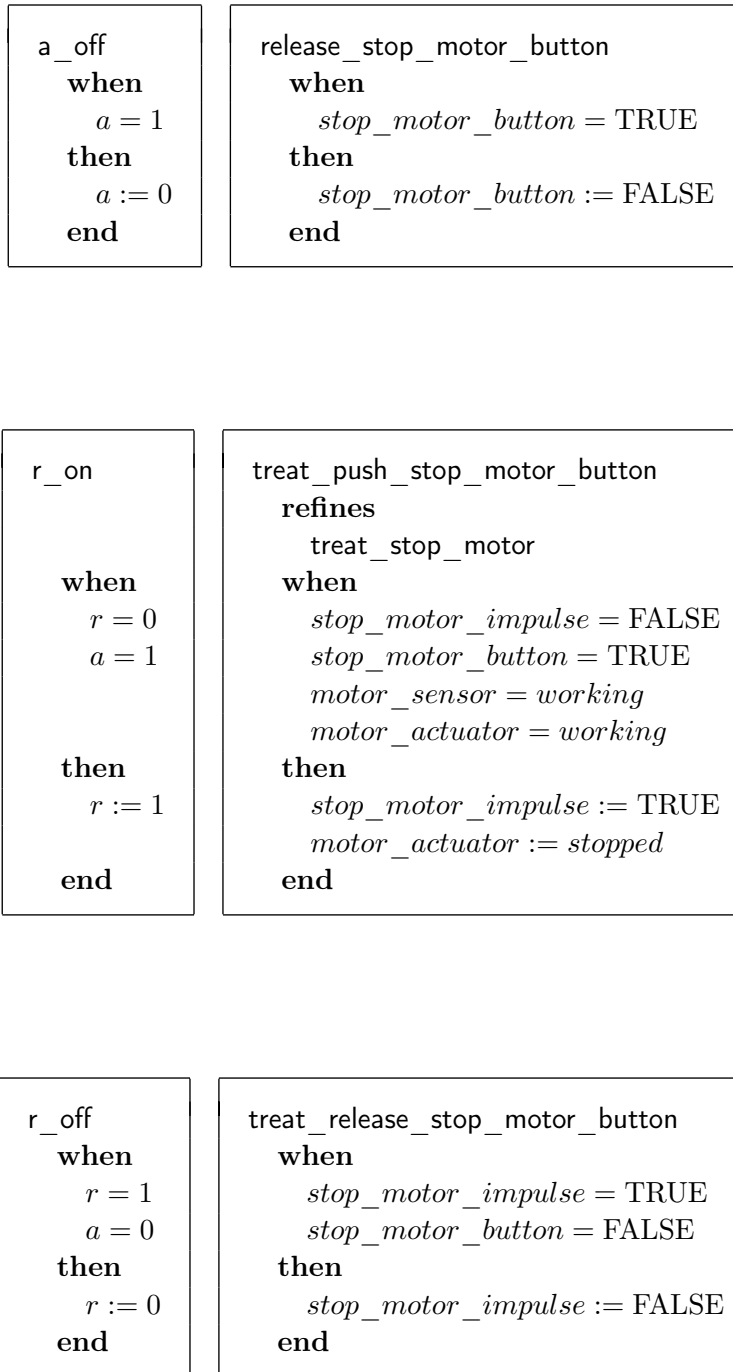 a_off
when
a = 1
then
a := 0
end
release_stop_motor_button
when
stop_motor_button = TRUE
then
stop_motor_button := FALSE
end
r_on
when
r = 0
a = 1
then
r := 1
end
treat_push_stop_motor_button
refines
treat_stop_motor
when
stop_motor_impulse = FALSE
stop_motor_button = TRUE
motor_sensor = working
motor_actuator = working
then
stop_motor_impulse := TRUE
motor_actuator := stopped
end
r_off
when
r = 1
a = 0
then
r := 0
end
treat_release_stop_motor_button
when
stop_motor_impulse = TRUE
stop_motor_button = FALSE
then
stop_motor_impulse := FALSE
end